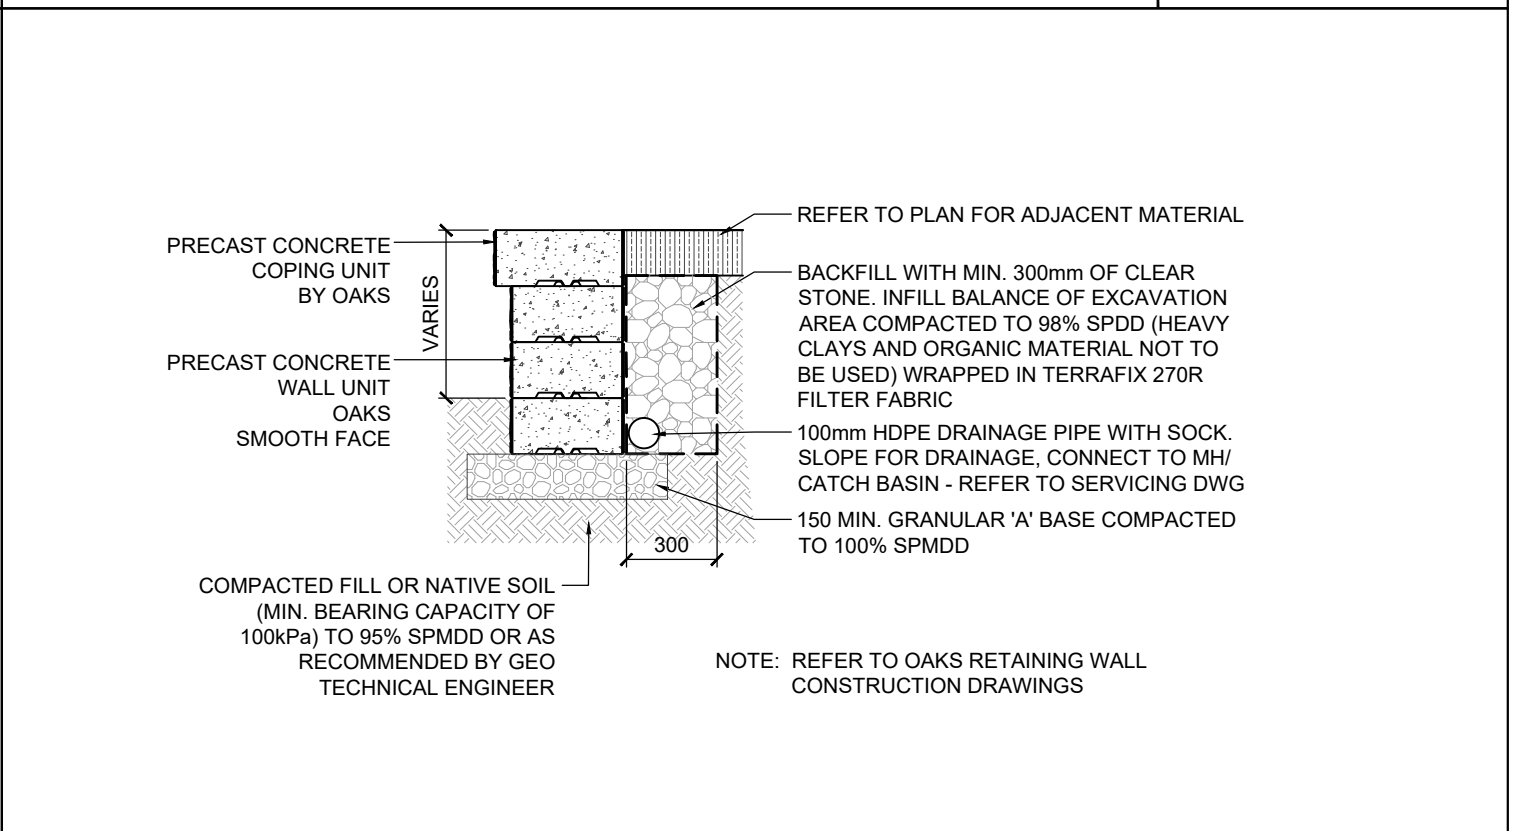 REFER TO PLAN FOR ADJACENT MATERIAL
PRECAST CONCRETE
COPING UNIT
BY OAKS
VARIES
BACKFILL WITH MIN. 300mm OF CLEAR
STONE. INFILL BALANCE OF EXCAVATION
AREA COMPACTED TO 98% SPDD (HEAVY
CLAYS AND ORGANIC MATERIAL NOT TO
BE USED) WRAPPED IN TERRAFIX 270R
FILTER FABRIC
PRECAST CONCRETE
WALL UNIT
OAKS
SMOOTH FACE
100mm HDPE DRAINAGE PIPE WITH SOCK.
SLOPE FOR DRAINAGE, CONNECT TO MH/
CATCH BASIN - REFER TO SERVICING DWG
150 MIN. GRANULAR 'A' BASE COMPACTED
TO 100% SPMDD
300
COMPACTED FILL OR NATIVE SOIL
(MIN. BEARING CAPACITY OF
100kPa) TO 95% SPMDD OR AS
RECOMMENDED BY GEO
TECHNICAL ENGINEER
NOTE: REFER TO OAKS RETAINING WALL
CONSTRUCTION DRAWINGS